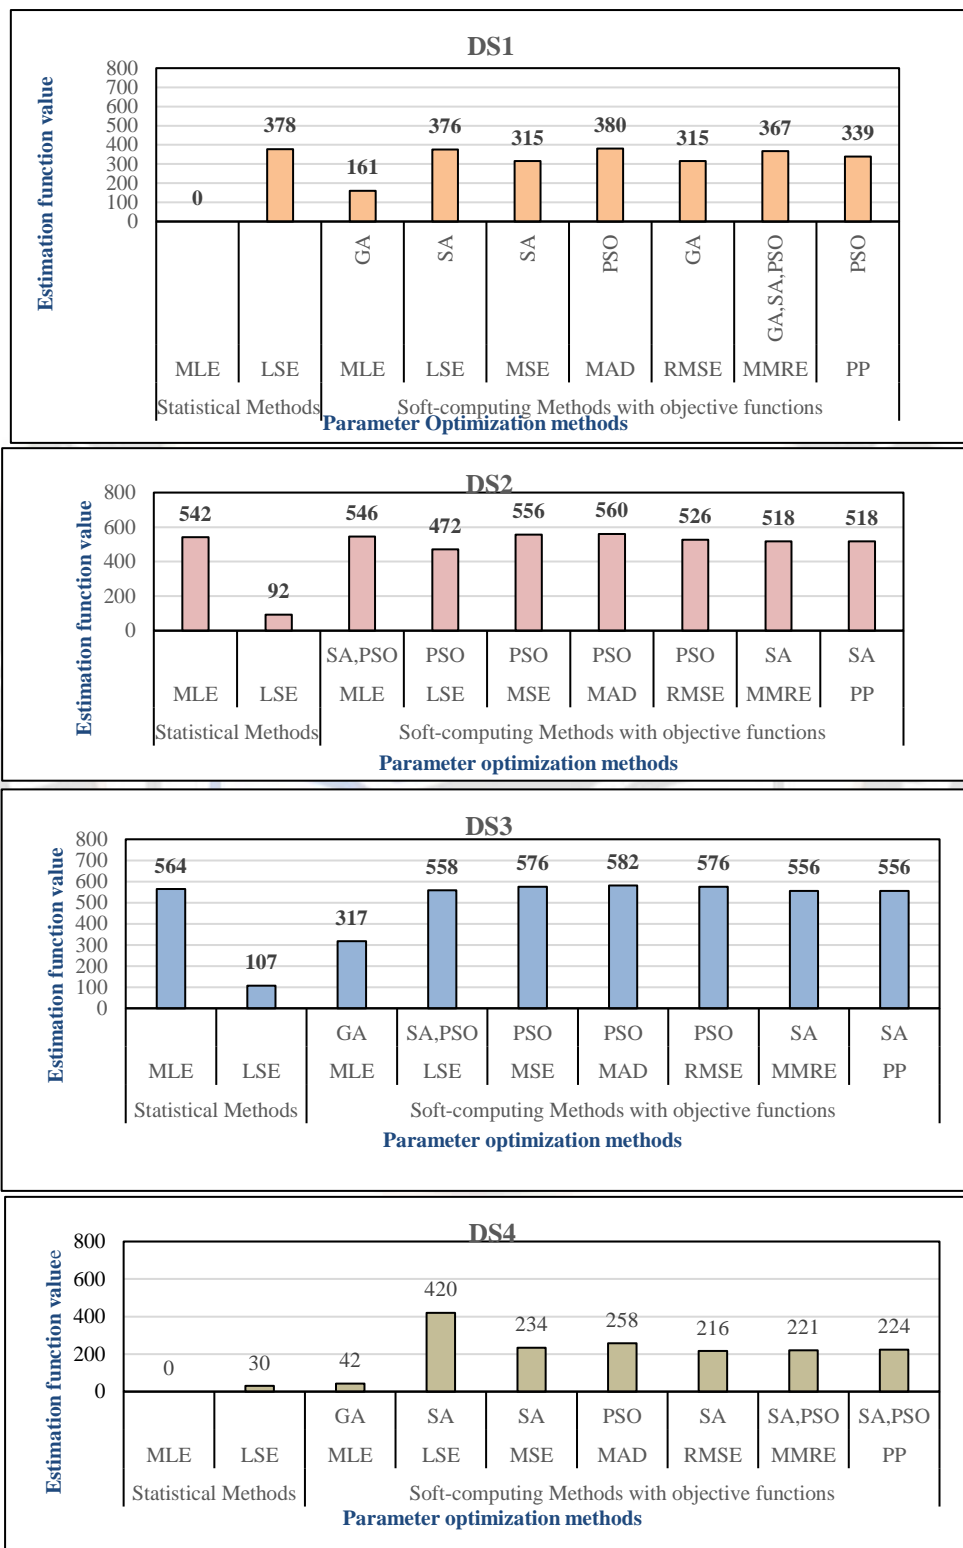 DS1
Estimation function value
800
700
600
500
400
300
200
100
0
0
378
161
376
315
380
315
367
339
GA
SA
SA
PSO
GA
GA,SA,PSO
PSO
MLE LSE MLE LSE MSE MAD RMSE MMRE PP
Statistical Methods Soft-computing Methods with objective functions
Parameter Optimization methods
DS2
Estimation function value
800
600
400
200
0
542
92
546
472
556
560
526
518
518
SA,PSO PSO PSO PSO PSO SA SA
MLE LSE MLE LSE MSE MAD RMSE MMRE PP
Statistical Methods Soft-computing Methods with objective functions
Parameter optimization methods
DS3
Estimation function value
800
700
600
500
400
300
200
100
0
564
107
317
558
576
582
576
556
556
GA SA,PSO PSO PSO PSO SA SA
MLE LSE MLE LSE MSE MAD RMSE MMRE PP
Statistical Methods Soft-computing Methods with objective functions
Parameter optimization methods
DS4
Estimation function valuee
800
600
400
200
0
0
30
42
420
234
258
216
221
224
GA SA SA PSO SA SA,PSO SA,PSO
MLE LSE MLE LSE MSE MAD RMSE MMRE PP
Statistical Methods Soft-computing Methods with objective functions
Parameter optimization methods